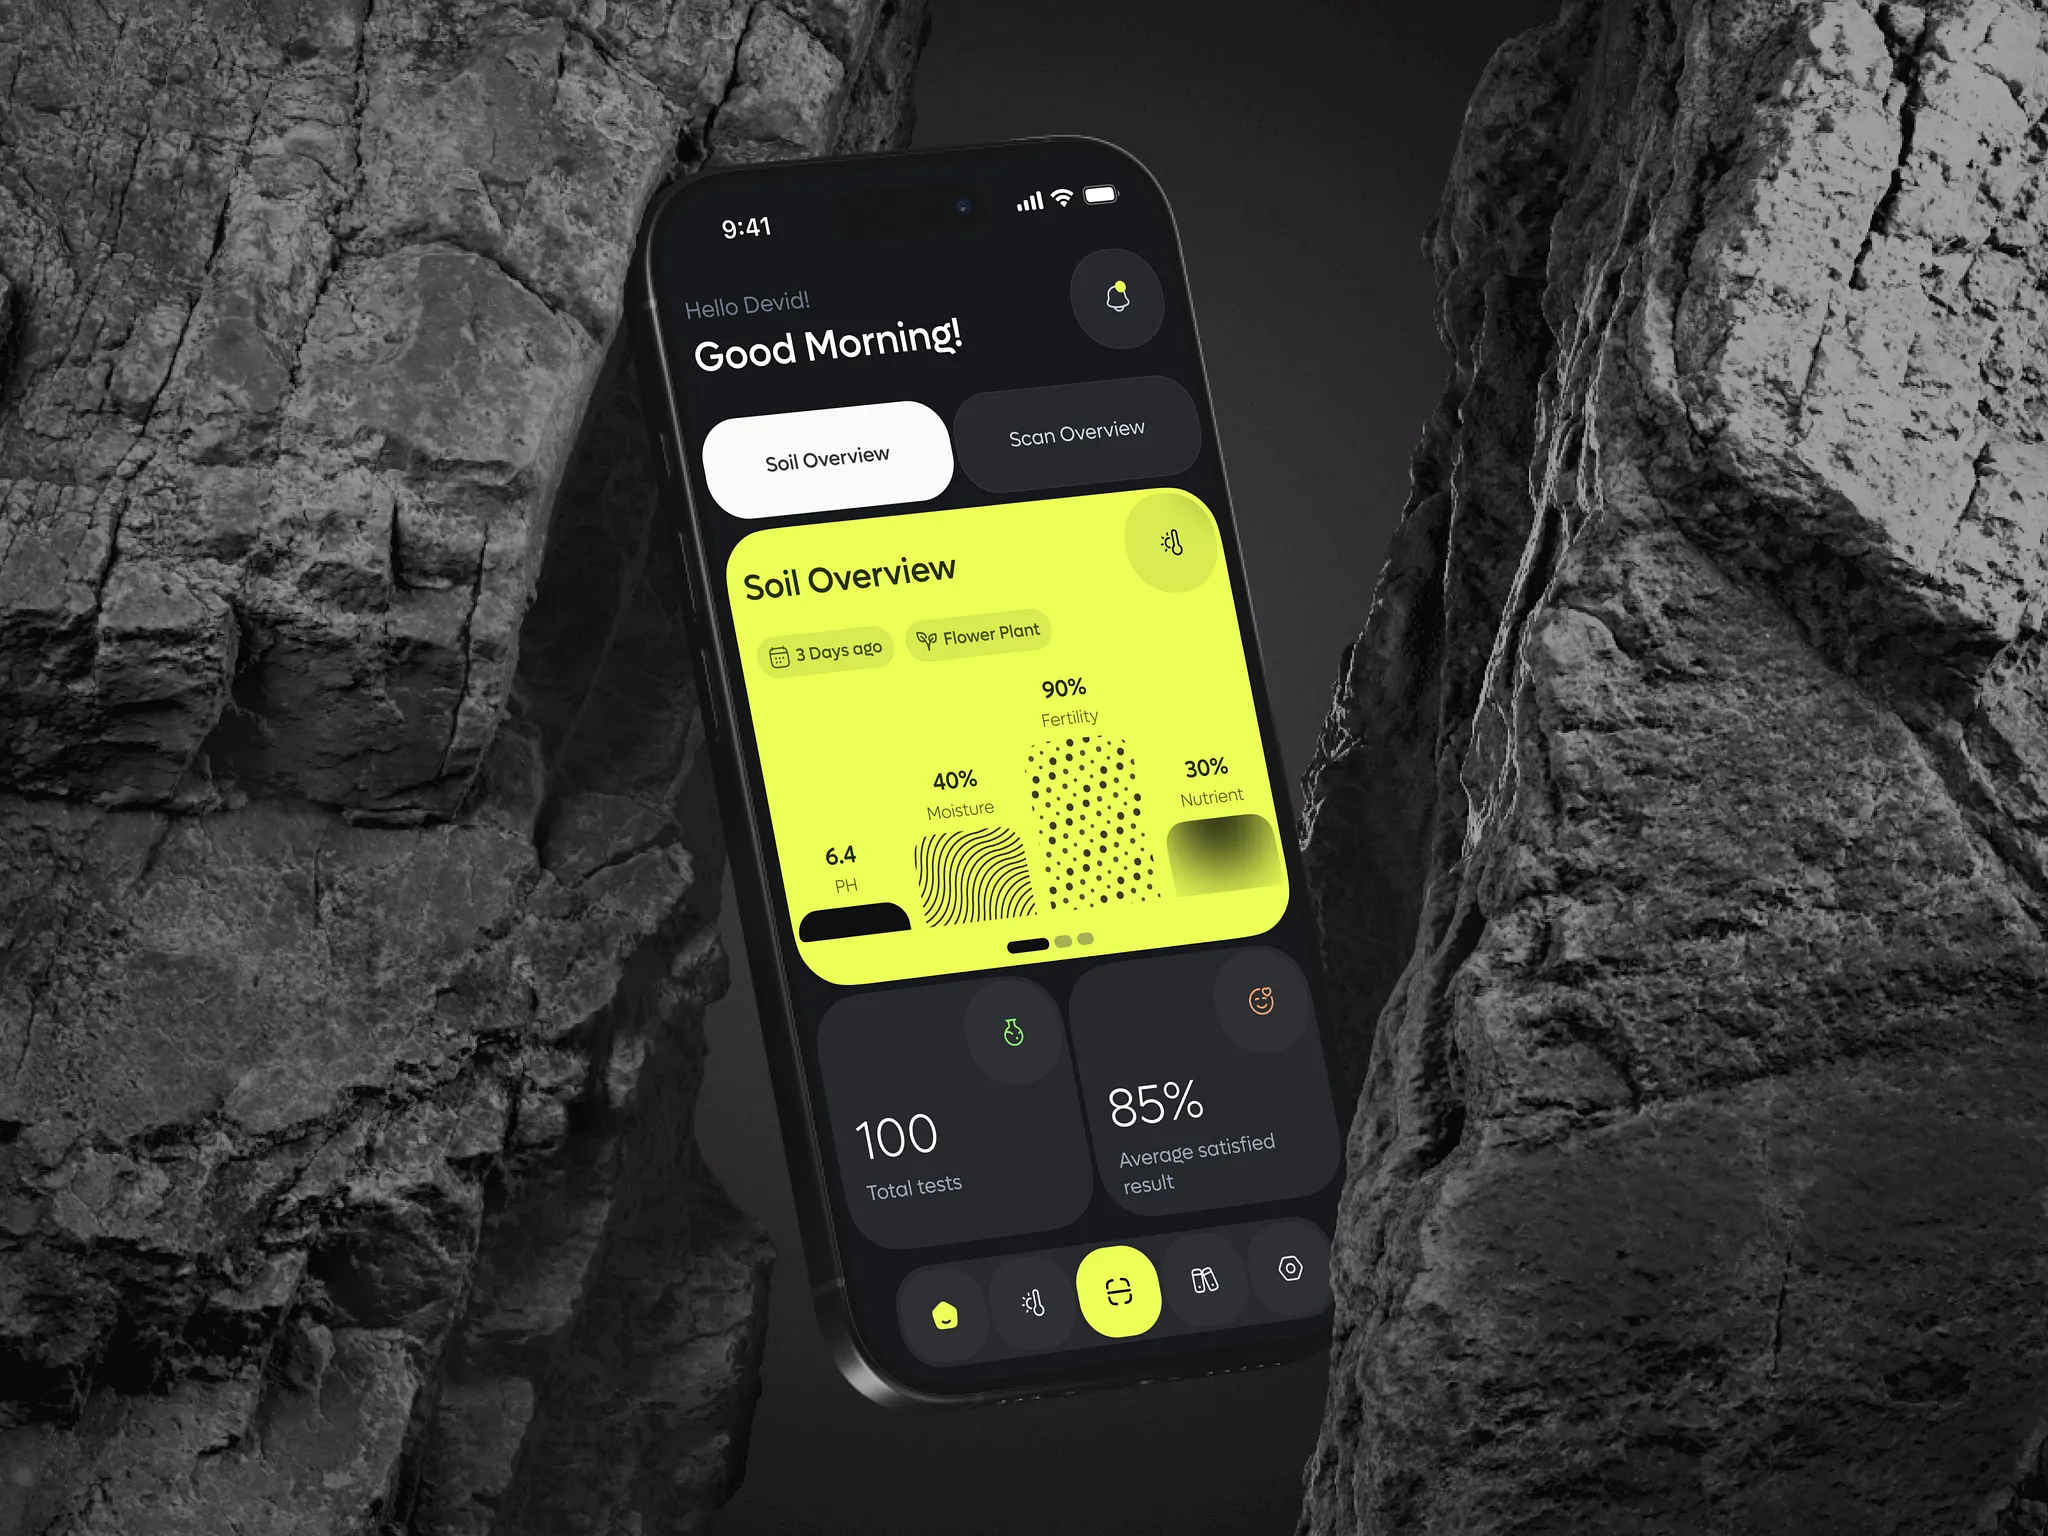 9:41
Hello Devid!
Good Morning!
Soil Overview
Scan Overview
Soil Overview
3 Days ago
Flower Plant
90%
Fertility
40%
Moisture
30%
Nutrient
6.4
PH
100
Total tests
85%
Average satisfied
result